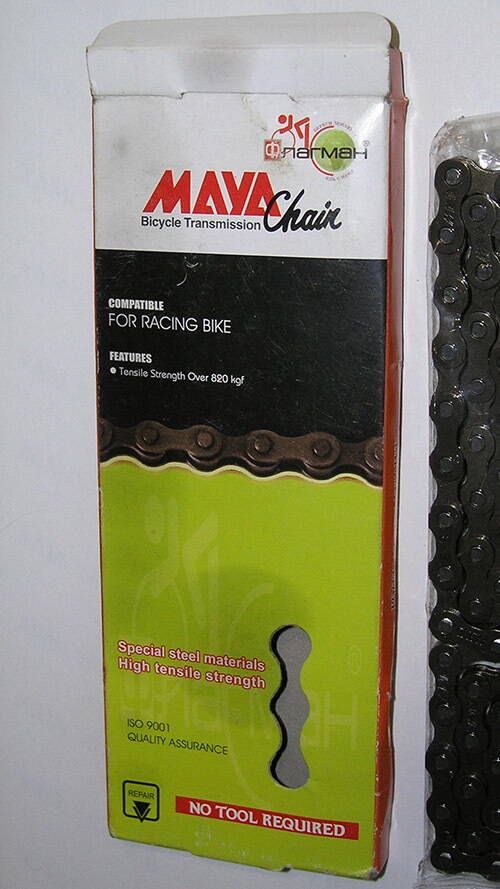 Флагман®
MAYA Chain
Bicycle Transmission
COMPATIBLE
FOR RACING BIKE
FEATURES
Tensile Strength Over 820 kgf
Special steel materials
High tensile strength
ISO 9001
QUALITY ASSURANCE
REPAIR
NO TOOL REQUIRED